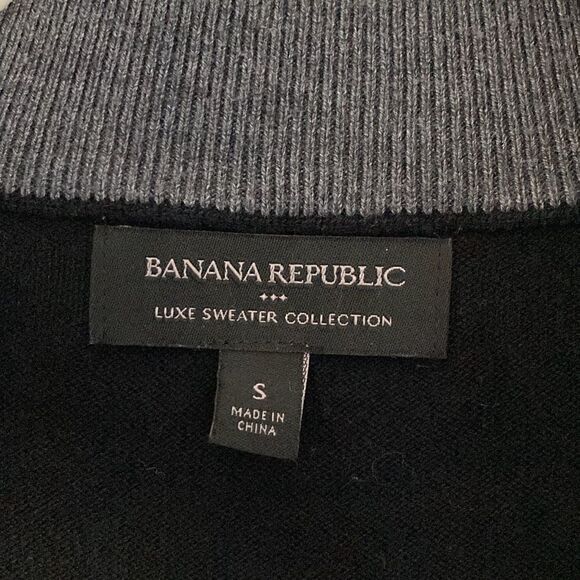 BANANA REPUBLIC
LUXE SWEATER COLLECTION
S
MADE IN
CHINA